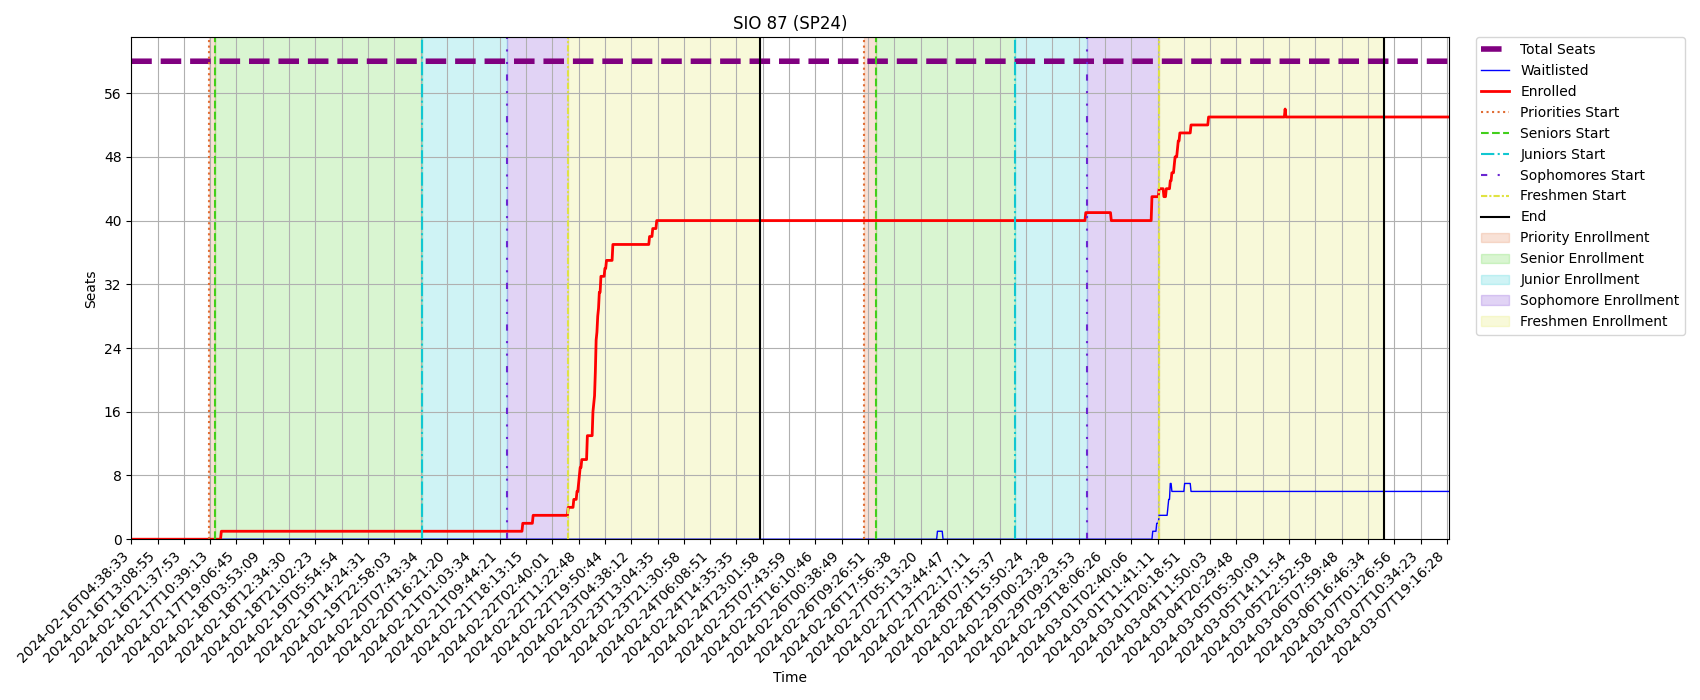 SIO 87 (SP24)
Total Seats
Waitlisted
Enrolled
Priorities Start
Seniors Start
Juniors Start
Sophomores Start
Freshmen Start
End
Priority Enrollment
Senior Enrollment
Junior Enrollment
Sophomore Enrollment
Freshmen Enrollment
Seats
56
48
40
32
24
16
8
0
2024-02-16T04:38:33
2024-02-16T13:08:55
2024-02-16T21:37:53
2024-02-17T10:39:13
2024-02-17T19:06:45
2024-02-18T03:53:09
2024-02-18T12:34:30
2024-02-18T21:02:23
2024-02-19T05:54:54
2024-02-19T14:24:31
2024-02-19T22:58:03
2024-02-20T07:43:34
2024-02-20T16:21:20
2024-02-21T01:03:34
2024-02-21T09:44:21
2024-02-21T18:13:15
2024-02-22T02:40:01
2024-02-22T11:22:48
2024-02-22T19:50:44
2024-02-23T04:38:12
2024-02-23T13:04:35
2024-02-23T21:30:58
2024-02-24T06:08:51
2024-02-24T14:35:35
2024-02-24T23:01:58
2024-02-25T07:43:59
2024-02-25T16:10:46
2024-02-26T00:38:49
2024-02-26T09:26:51
2024-02-26T17:56:38
2024-02-27T05:13:20
2024-02-27T13:44:47
2024-02-27T22:17:11
2024-02-28T07:15:37
2024-02-28T15:50:24
2024-02-29T00:23:28
2024-02-29T09:23:53
2024-02-29T18:06:26
2024-03-01T02:40:06
2024-03-01T11:41:11
2024-03-01T20:18:51
2024-03-04T11:50:03
2024-03-04T20:29:48
2024-03-05T05:30:09
2024-03-05T14:11:54
2024-03-05T22:52:58
2024-03-06T07:59:48
2024-03-06T16:46:34
2024-03-07T01:26:56
2024-03-07T10:34:23
2024-03-07T19:16:28
Time